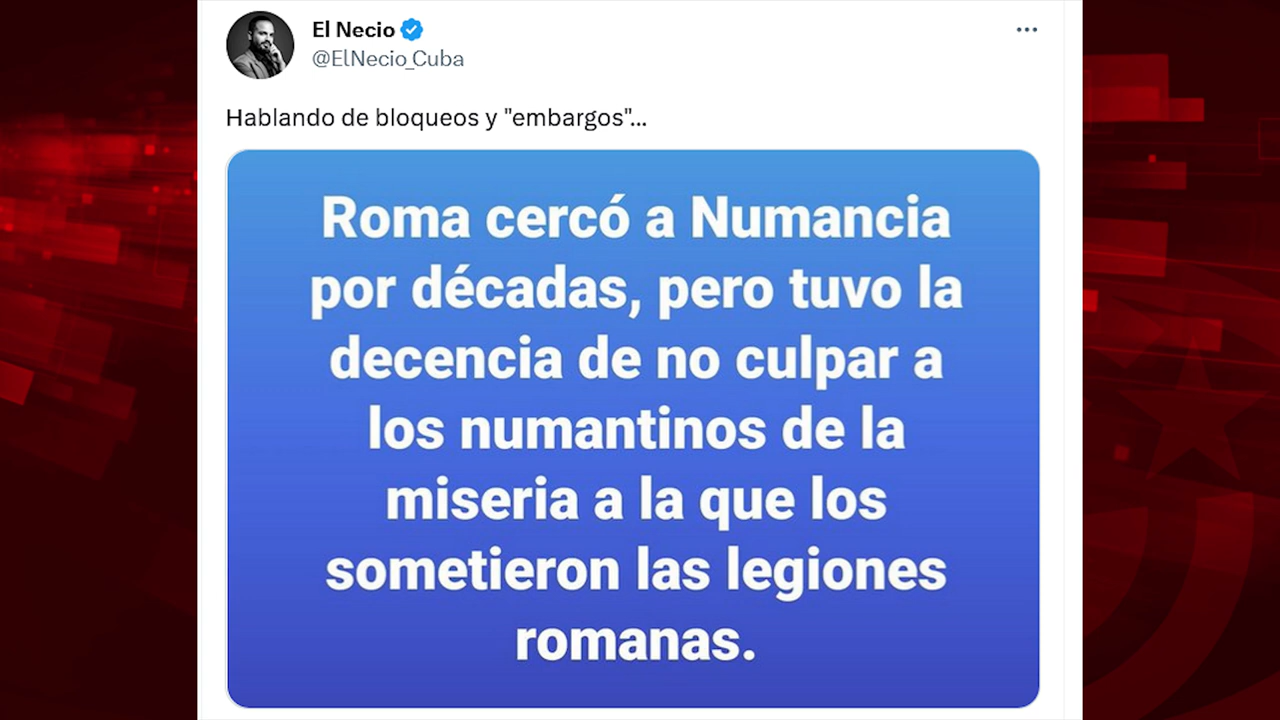 El Necio
@ElNecio_Cuba
Hablando de bloqueos y "embargos"...
Roma cercó a Numancia
por décadas, pero tuvo la
decencia de no culpar a
los numantinos de la
miseria a la que los
sometieron las legiones
romanas.